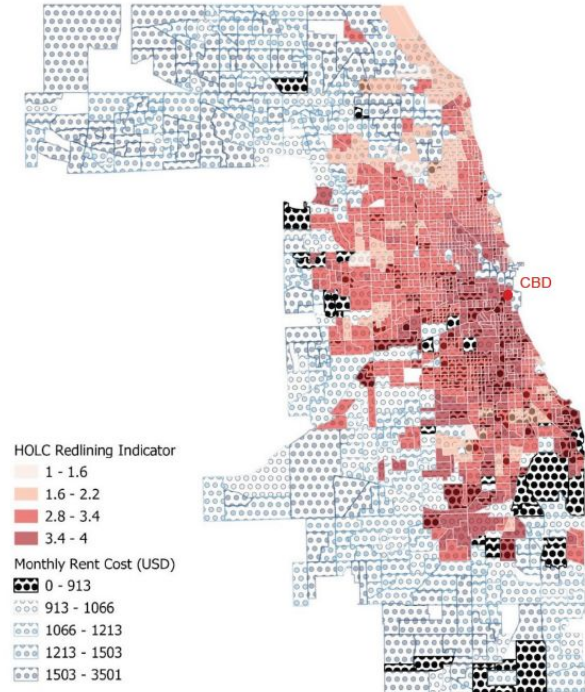 CBD
HOLC Redlining Indicator
1 - 1.6
1.6 - 2.2
2.8 - 3.4
3.4 - 4
Monthly Rent Cost (USD)
0 - 913
913 - 1066
1066 - 1213
1213 - 1503
1503 - 3501